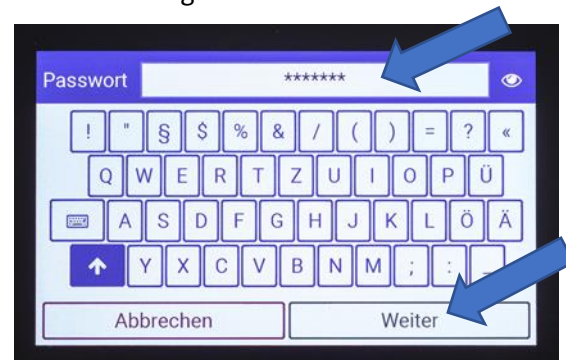 Passwort *******
! " § $ % & / ( ) = ? «
Q W E R T Z U I O P Ü
A S D F G H J K L Ö Ä
Y X C V B N M ; : _
Abbrechen Weiter